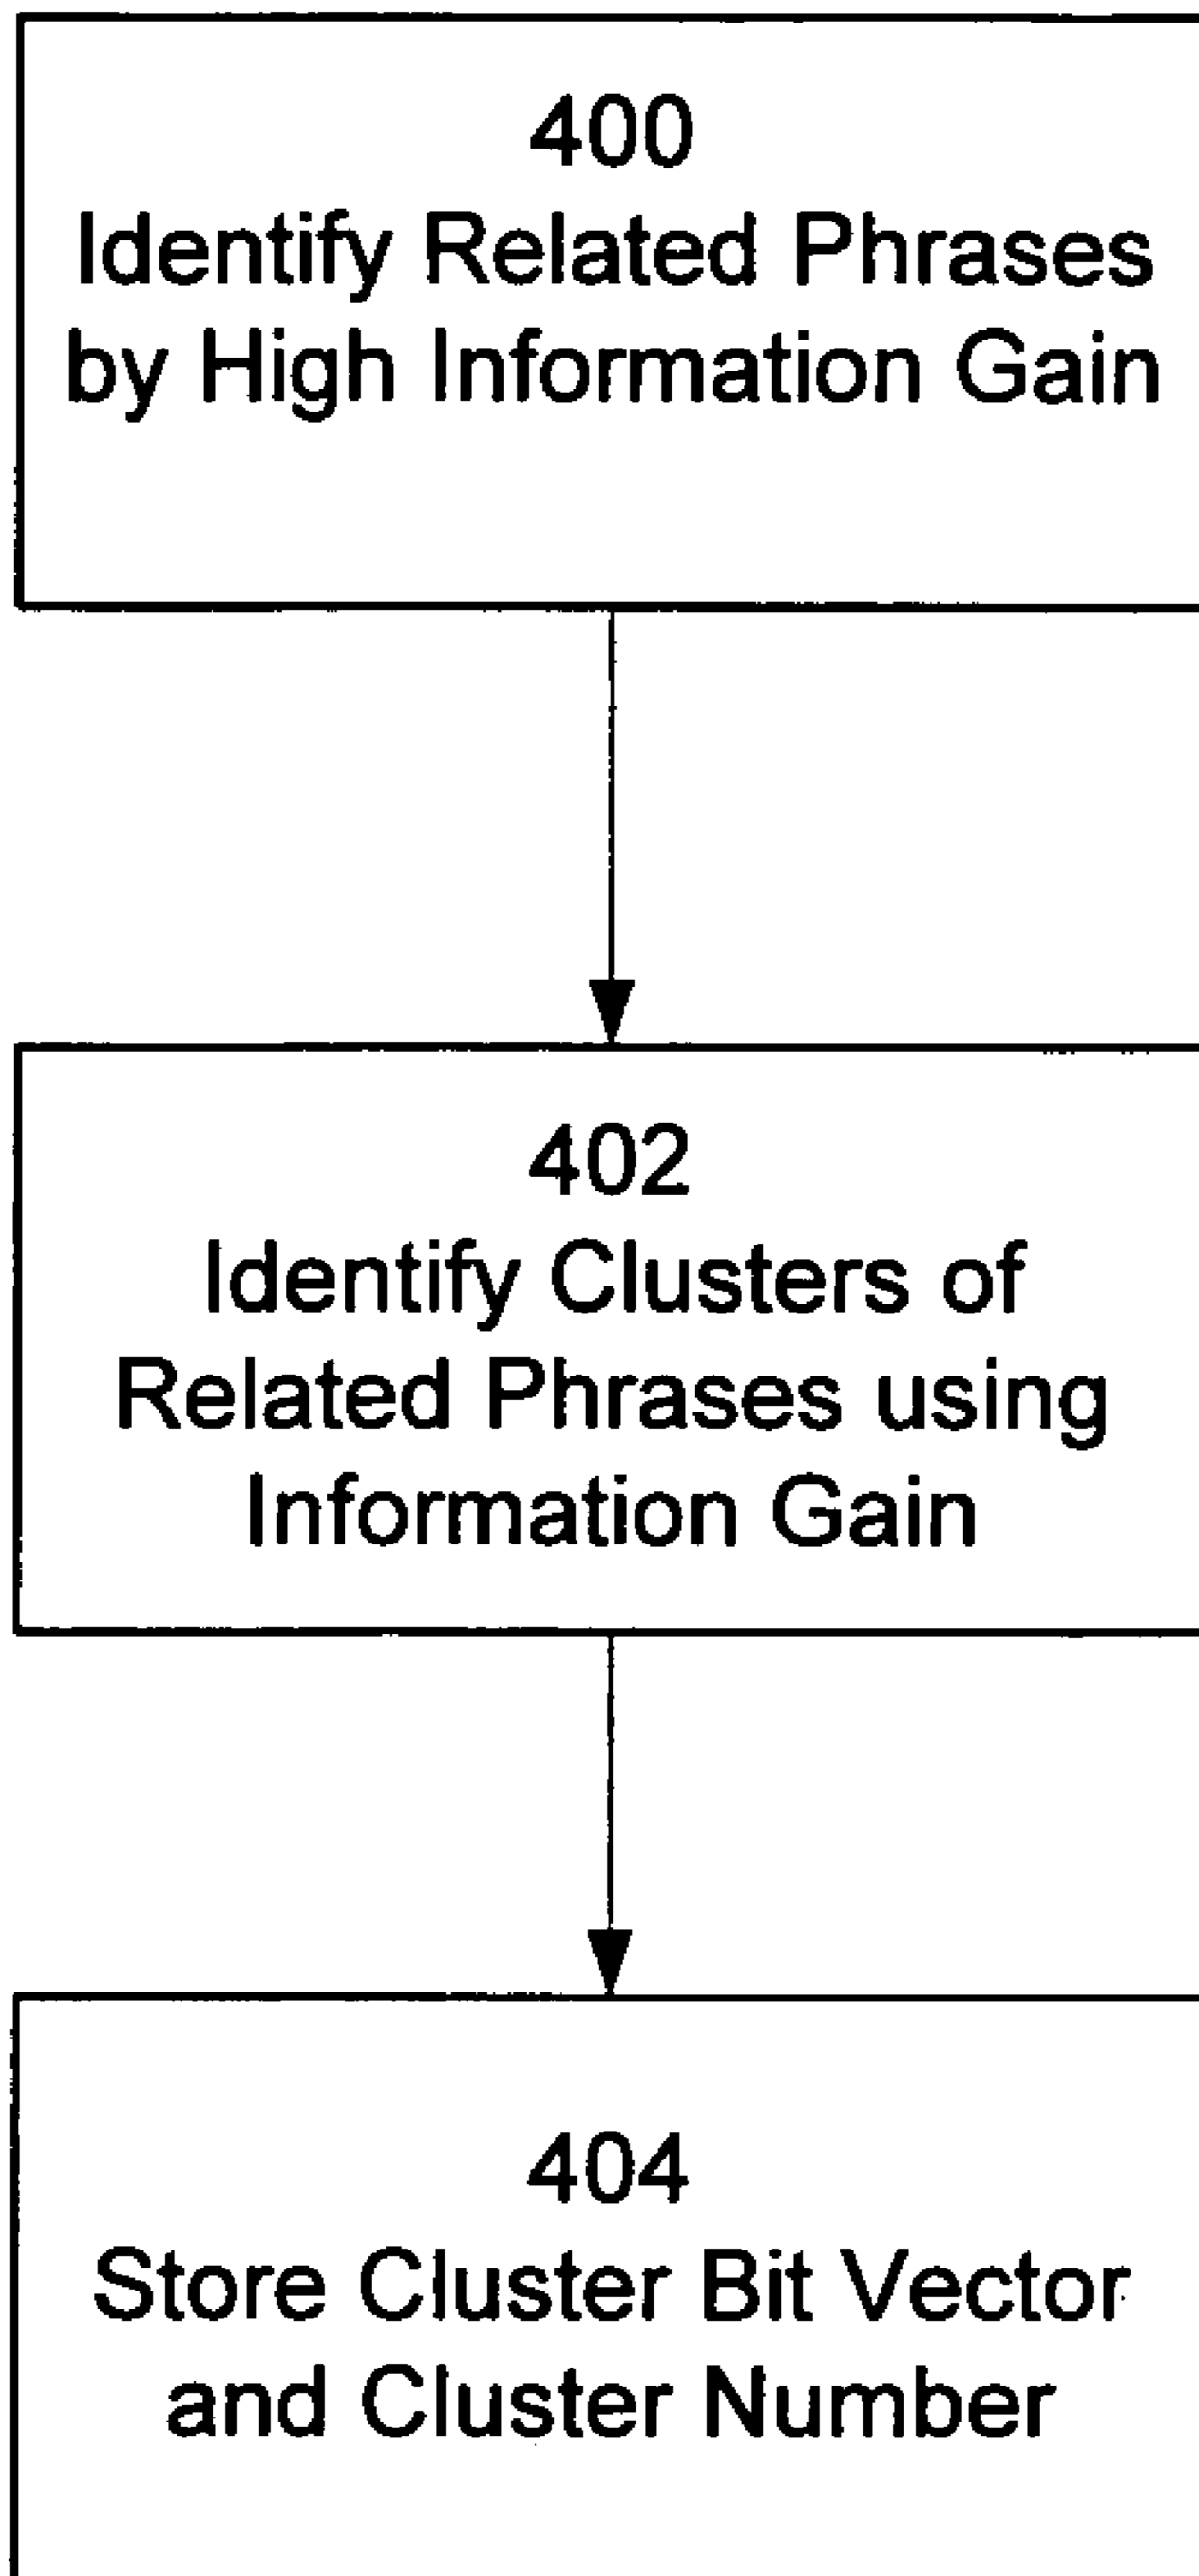 400
Identify Related Phrases
by High Information Gain
402
Identify Clusters of
Related Phrases using
Information Gain
404
Store Cluster Bit Vector
and Cluster Number